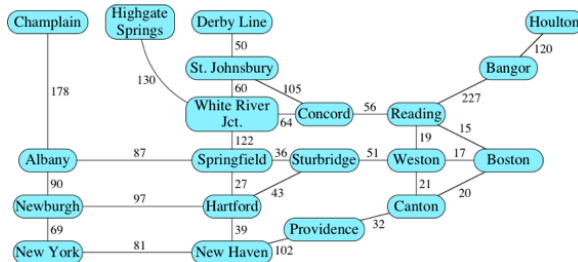 Champlain
Highgate
Springs
Derby Line
Houlton
50
120
St. Johnsbury
Bangor
130
60
105
178
White River
Jct.
64
Concord
56
Reading
227
122
19
15
Albany
87
Springfield
36
Sturbridge
51
Weston
17
Boston
90
27
43
21
20
Newburgh
97
Hartford
Canton
69
39
Providence
32
New York
81
New Haven
102